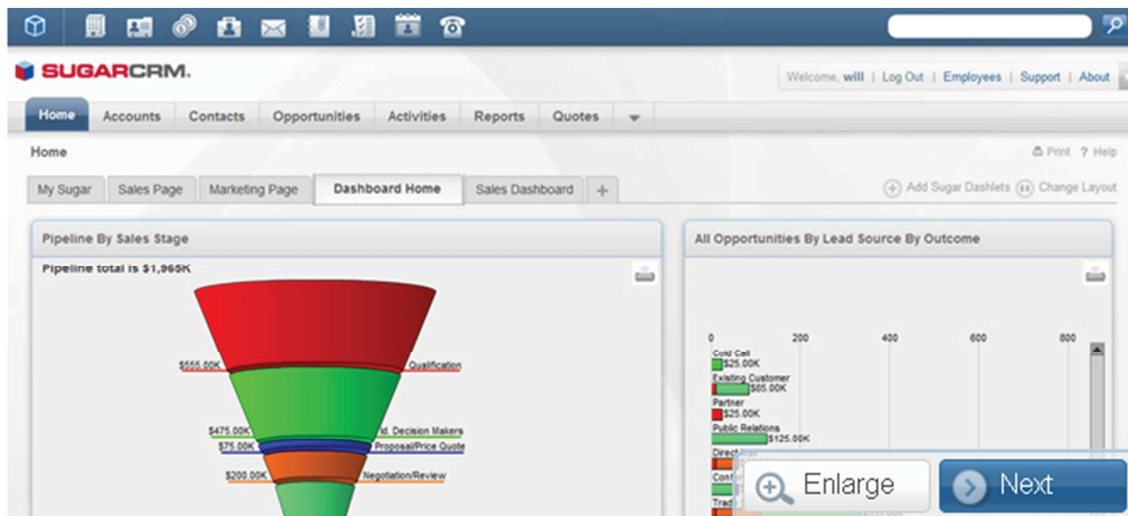 SUGARCRM.
Welcome, will | Log Out | Employees | Support | About
Home Accounts Contacts Opportunities Activities Reports Quotes
Home
Print ? Help
My Sugar Sales Page Marketing Page Dashboard Home Sales Dashboard +
Add Sugar Dashlets Change Layout
Pipeline By Sales Stage
Pipeline total is $1,965K
$555.00K Qualification
$475.00K Id. Decision Makers
$75.00K Proposal/Price Quote
$200.00K Negotiation/Review
All Opportunities By Lead Source By Outcome
0 200 400 600 800
Cold Call
$25.00K
Existing Customer
$85.00K
Partner
$25.00K
Public Relations
$125.00K
Enlarge Next